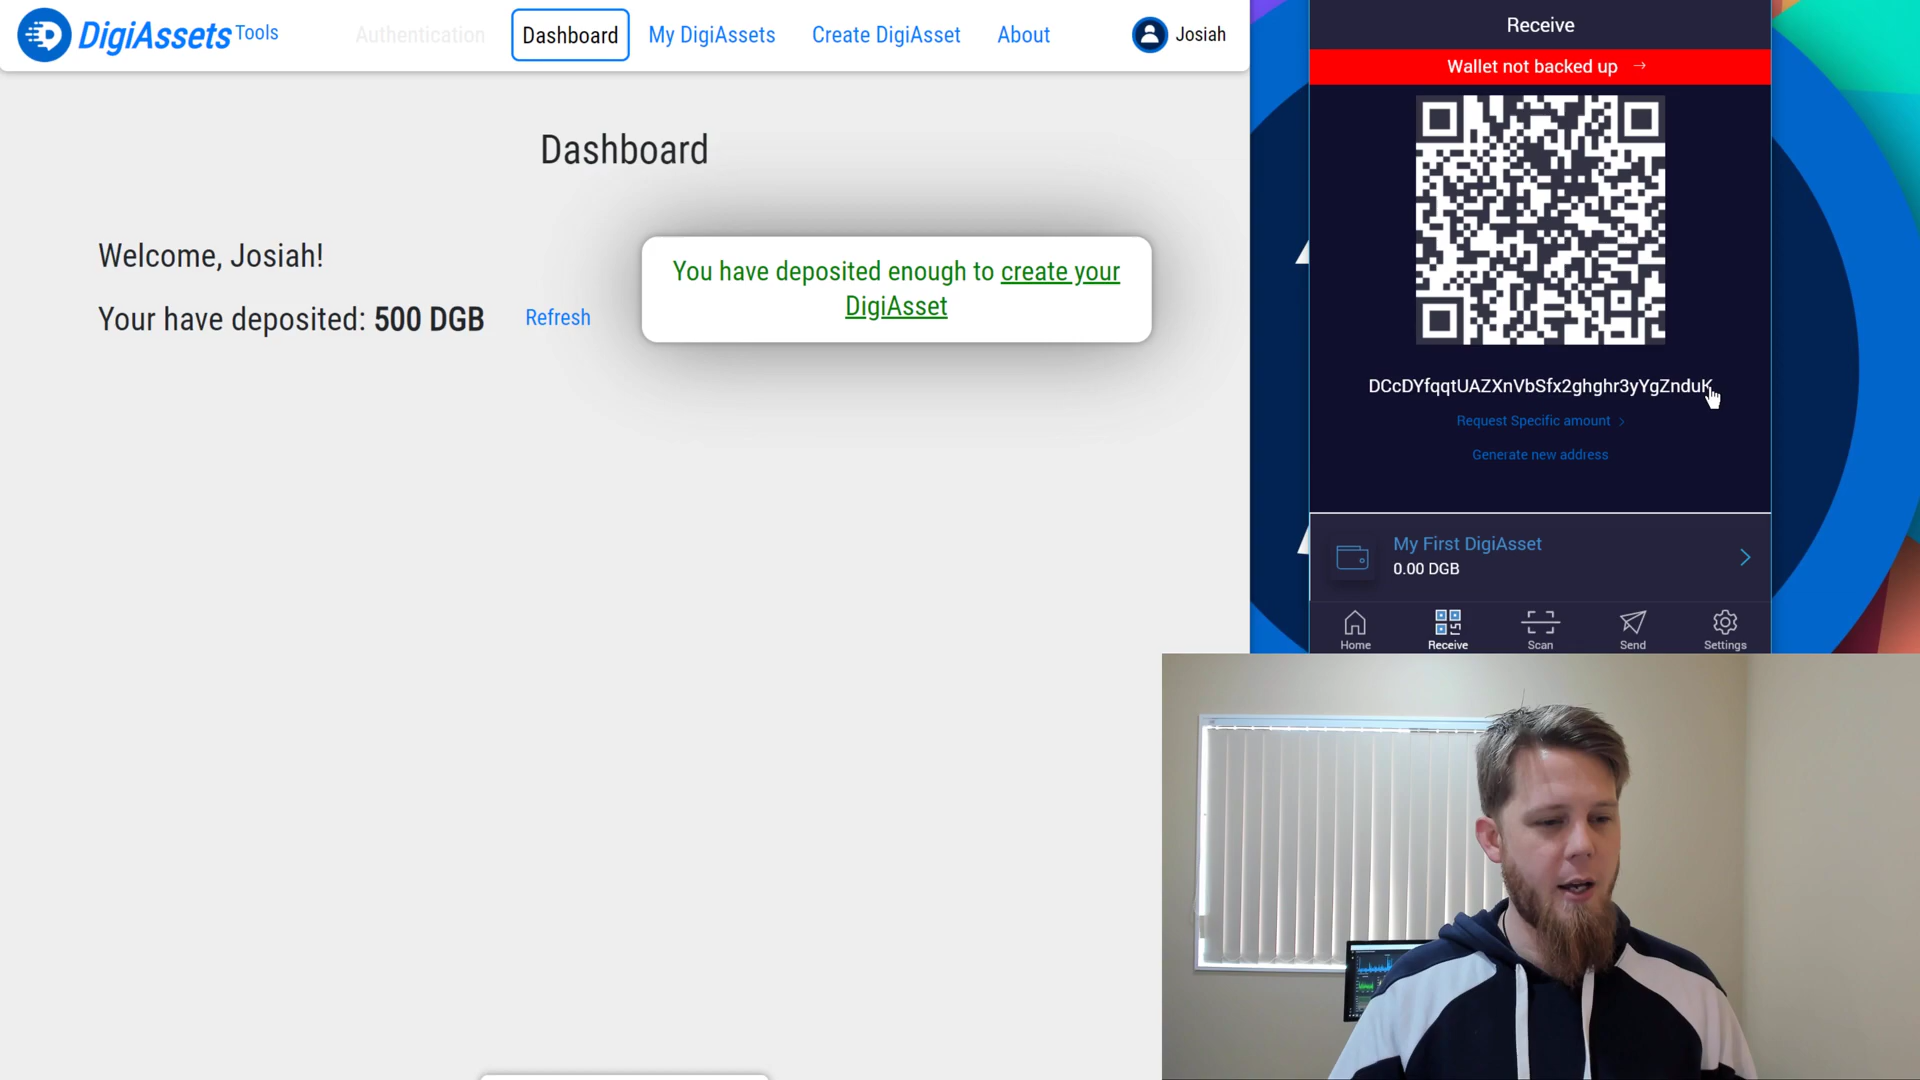 DigiAssets Tools
Authentication
Dashboard
My DigiAssets
Create DigiAsset
About
Josiah
Dashboard
Welcome, Josiah!
Your have deposited: 500 DGB
Refresh
You have deposited enough to create your
DigiAsset
Receive
Wallet not backed up →
DCcDYfqqtUAZXnVbSfx2ghghr3yYgZnduK
Request Specific amount >
Generate new address
My First DigiAsset
0.00 DGB
Home
Receive
Scan
Send
Settings